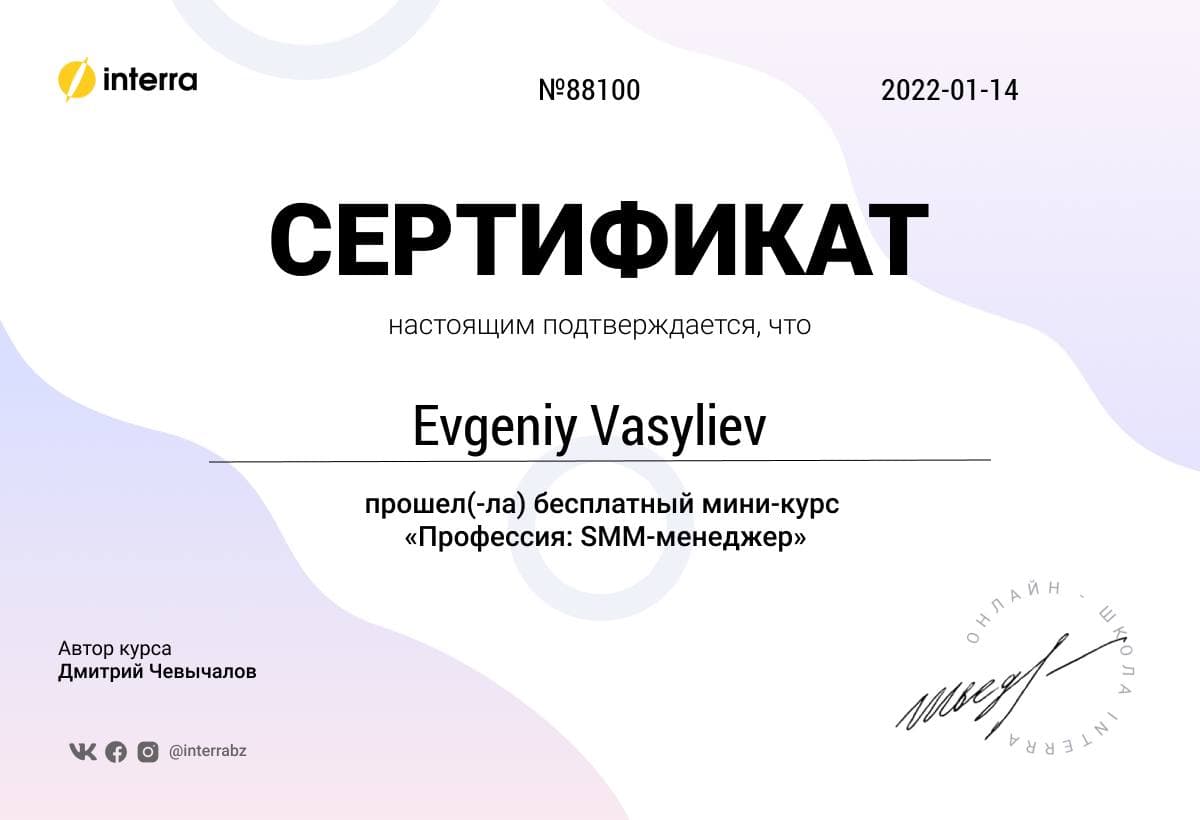 interra
№88100
2022-01-14
СЕРТИФИКАТ
настоящим подтверждается, что
Evgeniy Vasyliev
прошел(-ла) бесплатный мини-курс
«Профессия: SMM-менеджер»
ОНЛАЙН - ШКОЛА INTERRA
Автор курса
Дмитрий Чевычалов
@interrabz